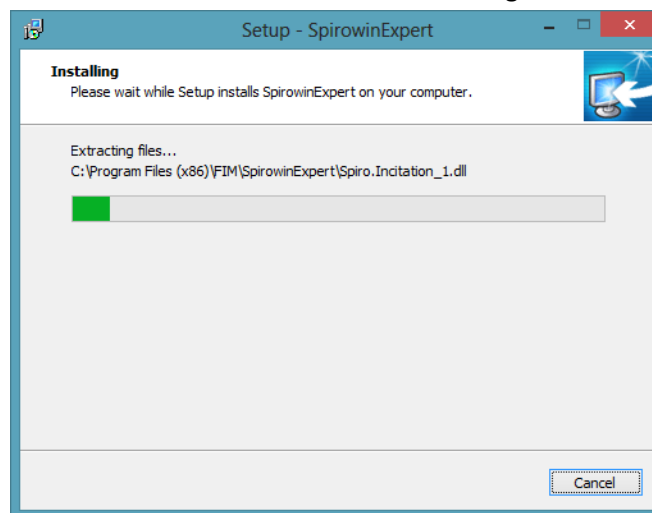 Setup - SpirowinExpert
Installing
Please wait while Setup installs SpirowinExpert on your computer.
Extracting files...
C:\Program Files (x86)\FIM\SpirowinExpert\Spiro.Incitation_1.dll
Cancel